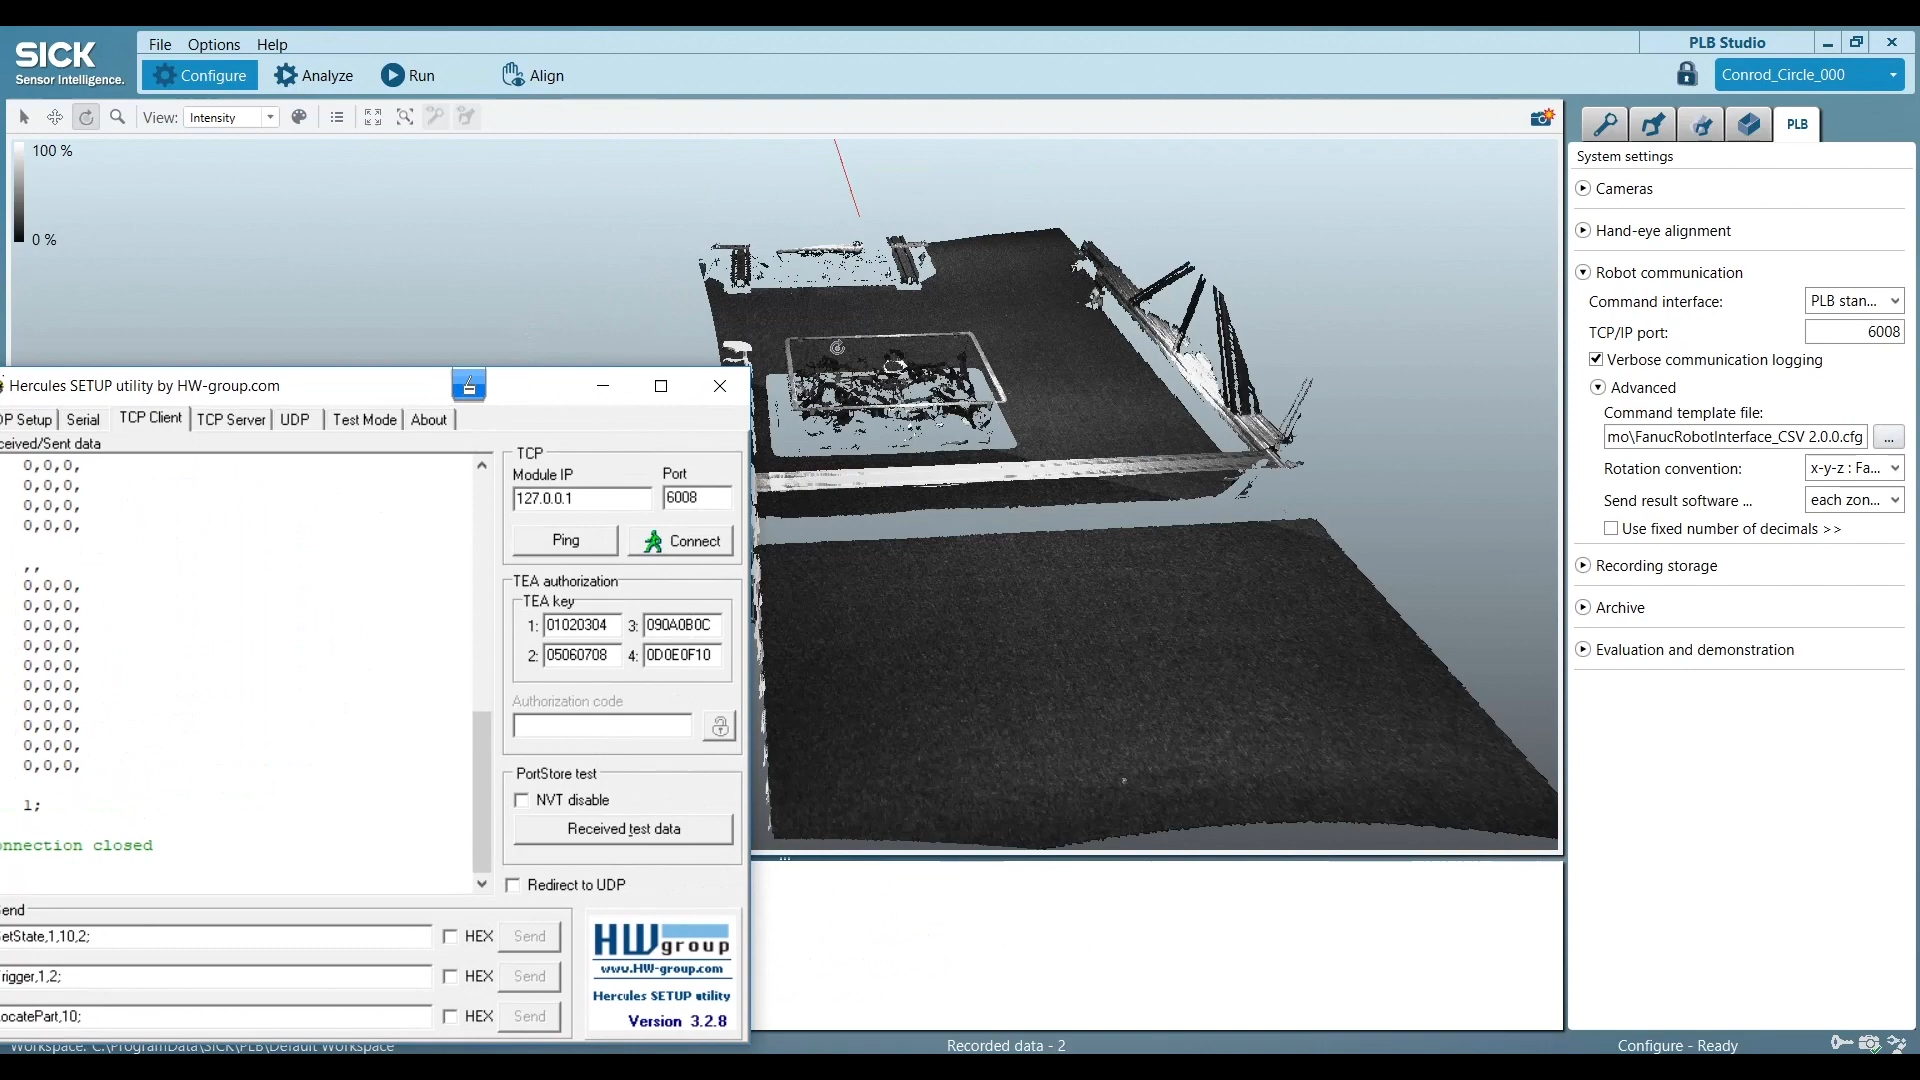 SICK
Sensor Intelligence.
File Options Help
PLB Studio
Configure Analyze Run Align
Conrod_Circle_000
View: Intensity
100 %
0 %
PLB
System settings
Cameras
Hand-eye alignment
Robot communication
Command interface: PLB stan...
TCP/IP port: 6008
Verbose communication logging
Advanced
Command template file:
mo\FanucRobotInterface_CSV 2.0.0.cfg ...
Rotation convention: x-y-z : Fa...
Send result software ... each zon...
Use fixed number of decimals >>
Recording storage
Archive
Evaluation and demonstration
Hercules SETUP utility by HW-group.com
DP Setup Serial TCP Client TCP Server UDP Test Mode About
ceived/Sent data
0,0,0,
0,0,0,
0,0,0,
0,0,0,
,,
0,0,0,
0,0,0,
0,0,0,
0,0,0,
0,0,0,
0,0,0,
0,0,0,
0,0,0,
0,0,0,
0,0,0,
1;
onnection closed
TCP
Module IP Port
127.0.0.1 6008
Ping Connect
TEA authorization
TEA key
1: 01020304 3: 090A0B0C
2: 05060708 4: 0D0E0F10
Authorization code
PortStore test
NVT disable
Received test data
Redirect to UDP
end
etState,1,10,2; HEX Send
rigger,1,2; HEX Send
ocatePart,10; HEX Send
HWgroup
www.HW-group.com
Hercules SETUP utility
Version 3.2.8
Workspace: C:\ProgramData\SICK\PLB\Default Workspace
Recorded data - 2
Configure - Ready